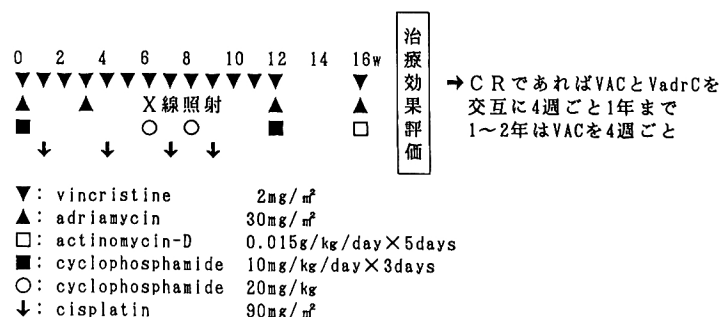 0 2 4 6 8 10 12 14 16w
X線照射
治療効果評価
→CRであればVACとVadrCを
交互に4週ごと1年まで
1～2年はVACを4週ごと
▼: vincristine 2mg/㎡
▲: adriamycin 30mg/㎡
□: actinomycin-D 0.015g/kg/day×5days
■: cyclophosphamide 10mg/kg/day×3days
○: cyclophosphamide 20mg/kg
↓: cisplatin 90mg/㎡